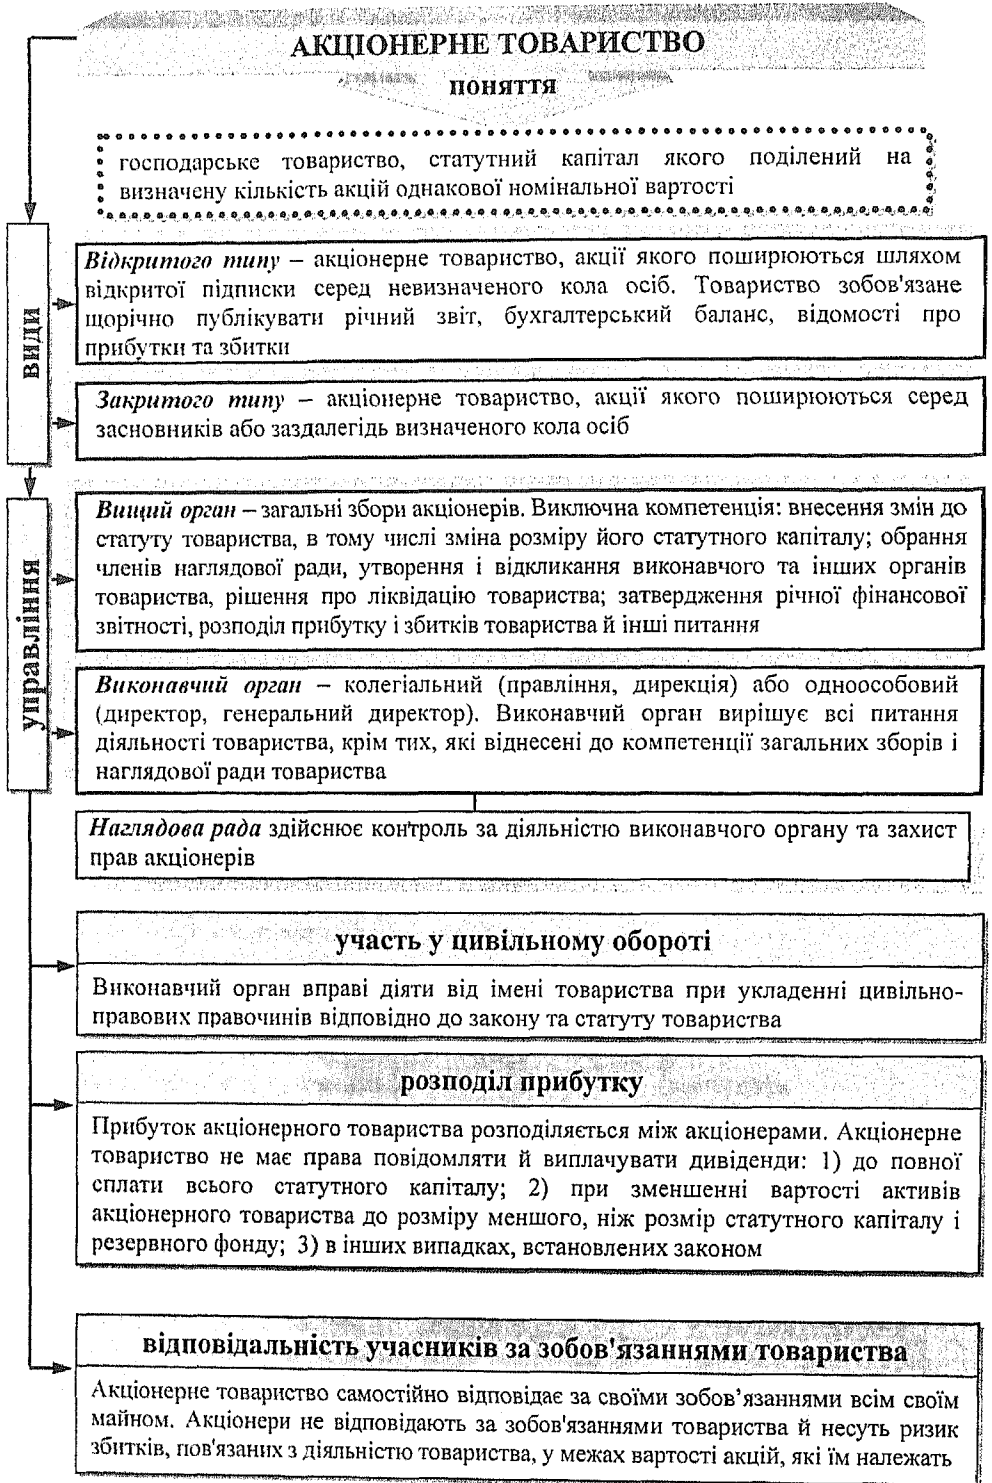 АКЦІОНЕРНЕ ТОВАРИСТВО
поняття
господарське товариство, статутний капітал якого поділений на
визначену кількість акцій однакової номінальної вартості
види
Відкритого типу – акціонерне товариство, акції якого поширюються шляхом
відкритої підписки серед невизначеного кола осіб. Товариство зобов'язане
щорічно публікувати річний звіт, бухгалтерський баланс, відомості про
прибутки та збитки
Закритого типу – акціонерне товариство, акції якого поширюються серед
засновників або заздалегідь визначеного кола осіб
управління
Вищий орган – загальні збори акціонерів. Виключна компетенція: внесення змін до
статуту товариства, в тому числі зміна розміру його статутного капіталу; обрання
членів наглядової ради, утворення і відкликання виконавчого та інших органів
товариства, рішення про ліквідацію товариства; затвердження річної фінансової
звітності, розподіл прибутку і збитків товариства й інші питання
Виконавчий орган – колегіальний (правління, дирекція) або одноособовий
(директор, генеральний директор). Виконавчий орган вирішує всі питання
діяльності товариства, крім тих, які віднесені до компетенції загальних зборів і
наглядової ради товариства
Наглядова рада здійснює контроль за діяльністю виконавчого органу та захист
прав акціонерів
участь у цивільному обороті
Виконавчий орган вправі діяти від імені товариства при укладенні цивільно-
правових правочинів відповідно до закону та статуту товариства
розподіл прибутку
Прибуток акціонерного товариства розподіляється між акціонерами. Акціонерне
товариство не має права повідомляти й виплачувати дивіденди: 1) до повної
сплати всього статутного капіталу; 2) при зменшенні вартості активів
акціонерного товариства до розміру меншого, ніж розмір статутного капіталу і
резервного фонду; 3) в інших випадках, встановлених законом
відповідальність учасників за зобов'язаннями товариства
Акціонерне товариство самостійно відповідає за своїми зобов’язаннями всім своїм
майном. Акціонери не відповідають за зобов'язаннями товариства й несуть ризик
збитків, пов'язаних з діяльністю товариства, у межах вартості акцій, які їм належать